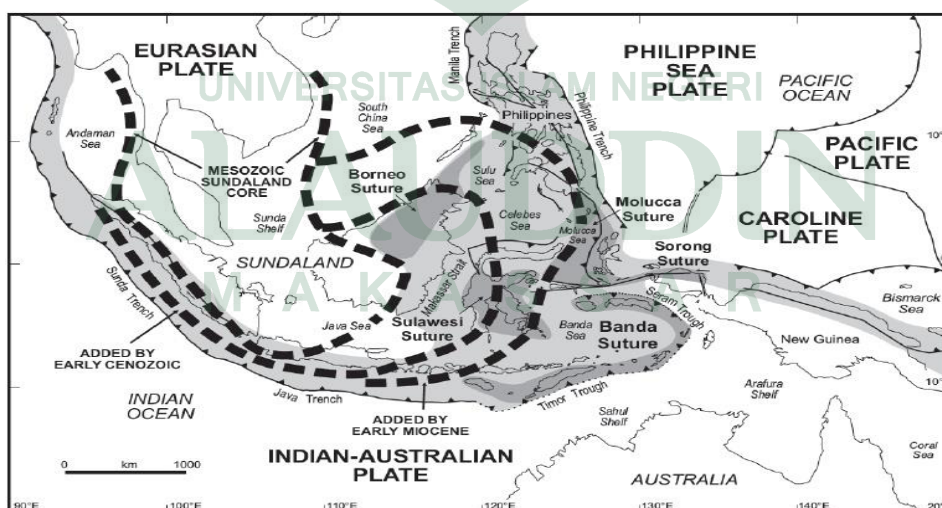 EURASIAN
PLATE
PHILIPPINE
SEA
PLATE
PACIFIC
OCEAN
PACIFIC
PLATE
CAROLINE
PLATE
UNIVERSITAS ISLAM NEGERI
ALAUDDIN
MAKASSAR
Manila Trench
Philippine Trench
Philippines
South
China
Sea
Andaman
Sea
MESOZOIC
SUNDALAND
CORE
Borneo
Suture
Sulu
Sea
Celebes
Sea
Molucca
Sea
Molucca
Suture
Sorong
Suture
Sunda
Shelf
SUNDALAND
Makassar Strait
Seram Trough
Bismarck
Sea
Sunda Trench
Java Sea
Sulawesi
Suture
Banda
Sea
Banda
Suture
New Guinea
ADDED BY
EARLY CENOZOIC
Java Trench
ADDED BY
EARLY MIOCENE
Timor Trough
Arafura
Shelf
Sahul
Shelf
INDIAN
OCEAN
INDIAN-AUSTRALIAN
PLATE
AUSTRALIA
Coral
Sea
0 km 1000
10°
10°
90°E 100°E 110°E 120°E 130°E 140°E 20°